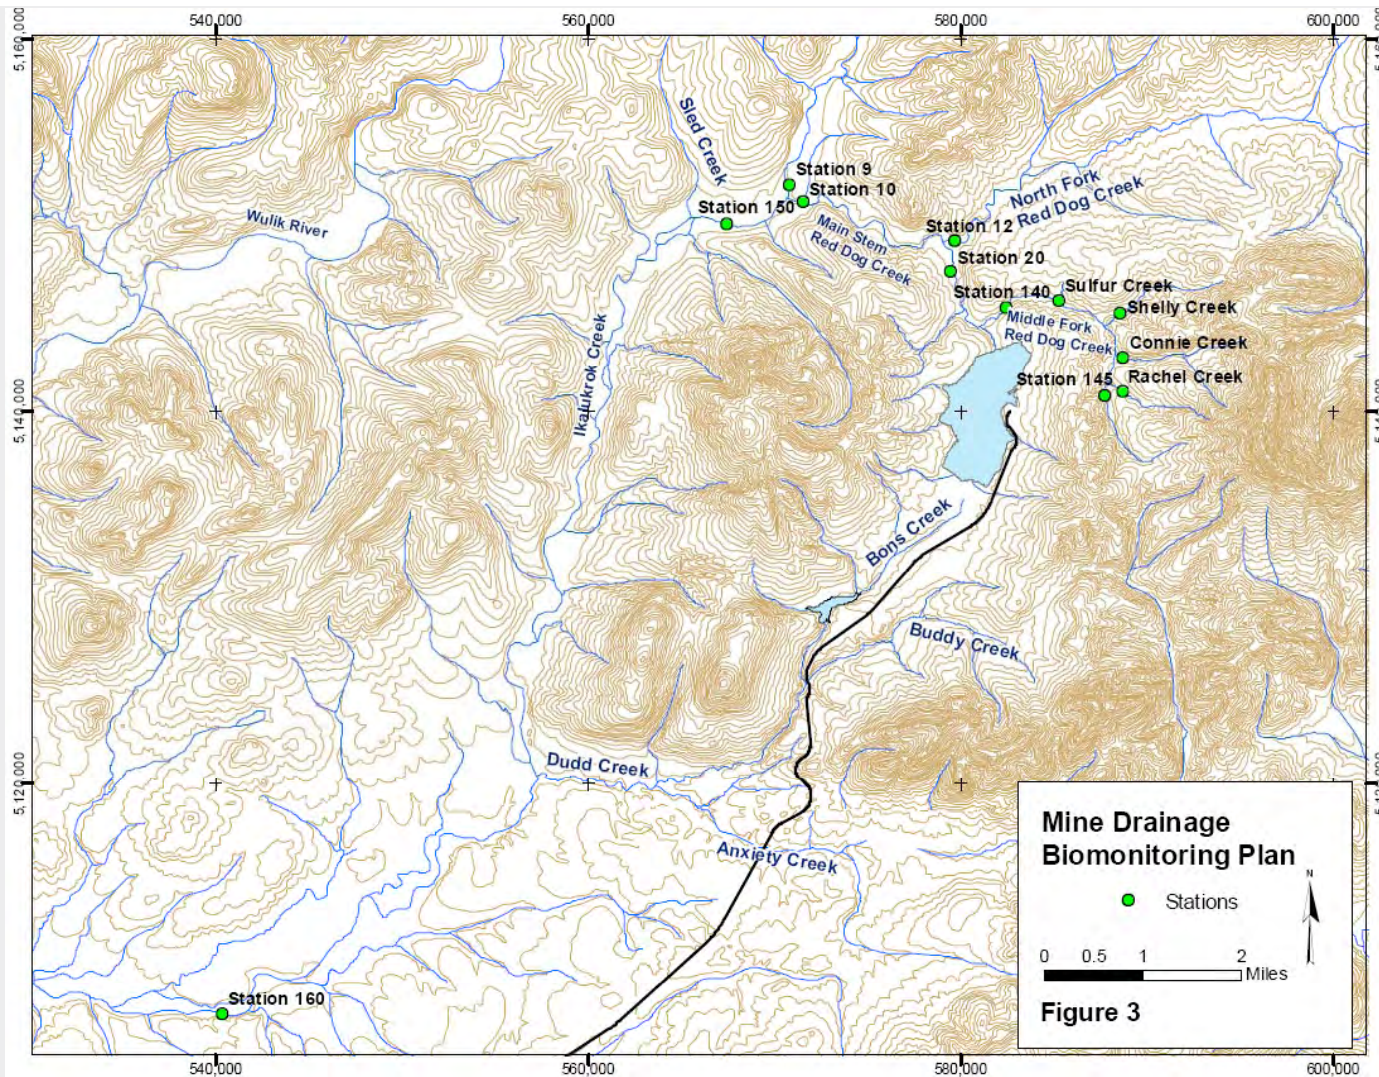 540,000
560,000
580,000
600,000
5,160,000
Sled Creek
Station 9
Station 10
Station 150
North Fork
Red Dog Creek
Wulik River
Main Stem
Red Dog Creek
Station 12
Station 20
Sulfur Creek
Station 140
Shelly Creek
Middle Fork
Red Dog Creek
Connie Creek
Rachel Creek
Station 145
Ikalukrok Creek
5,140,000
Bons Creek
Buddy Creek
Dudd Creek
5,120,000
Anxiety Creek
Station 160
Mine Drainage
Biomonitoring Plan
N
Stations
0 0.5 1 2
Miles
Figure 3
540,000
560,000
580,000
600,000